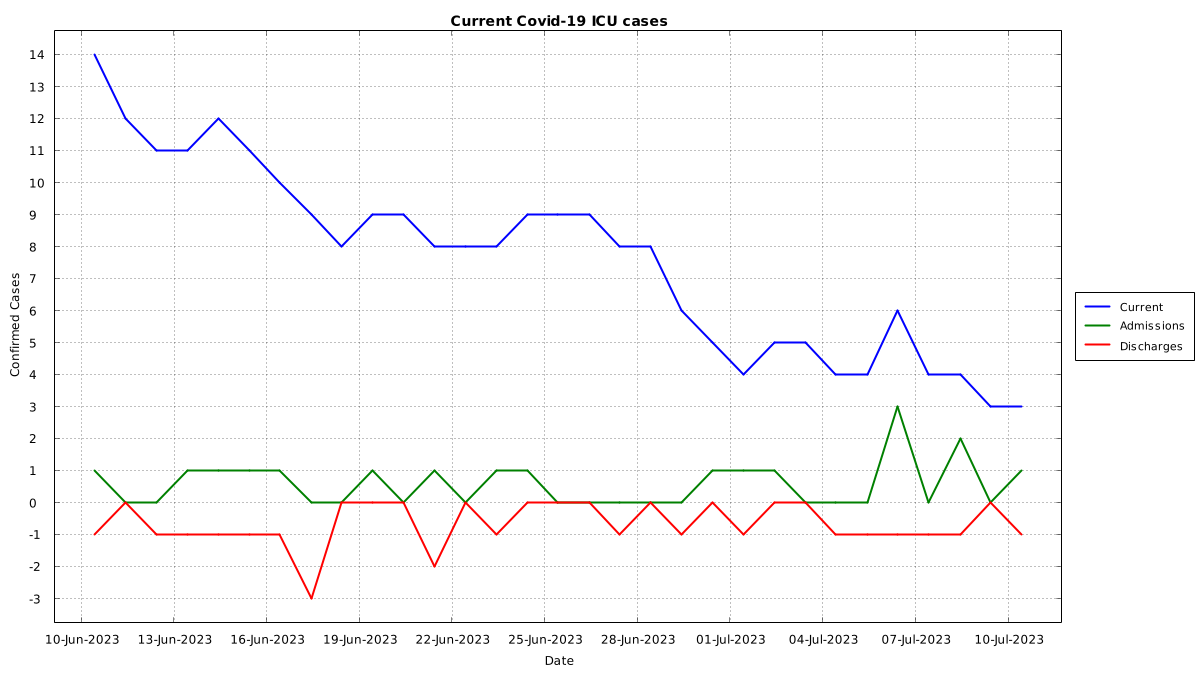 Current Covid-19 ICU cases
Confirmed Cases
14
13
12
11
10
9
8
7
6
5
4
3
2
1
0
-1
-2
-3
10-Jun-2023 13-Jun-2023 16-Jun-2023 19-Jun-2023 22-Jun-2023 25-Jun-2023 28-Jun-2023 01-Jul-2023 04-Jul-2023 07-Jul-2023 10-Jul-2023
Date
Current
Admissions
Discharges